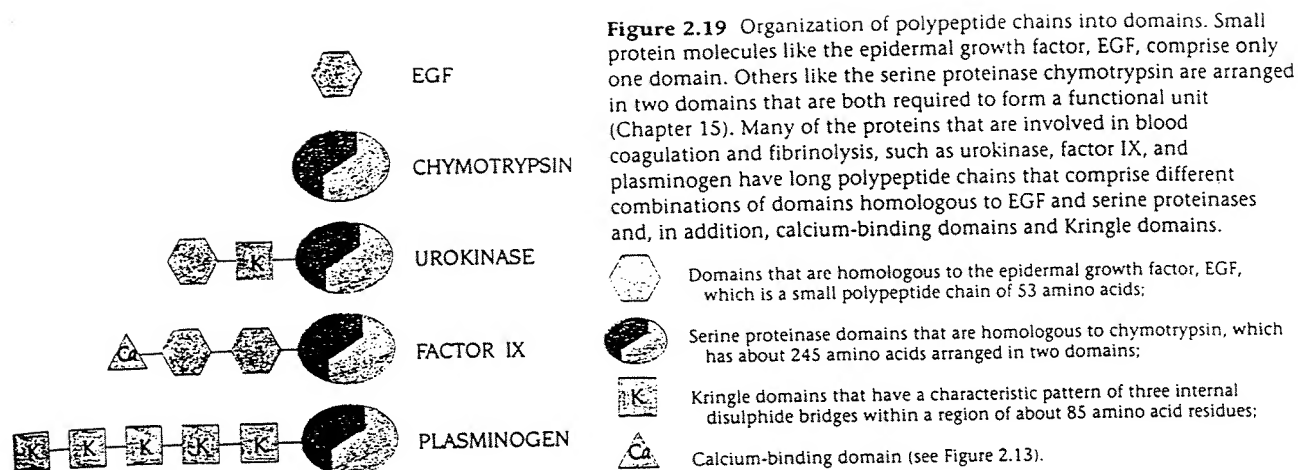 EGF
CHYMOTRYPSIN
K
UROKINASE
Ca
FACTOR IX
K K K K K
PLASMINOGEN
Figure 2.19 Organization of polypeptide chains into domains. Small
protein molecules like the epidermal growth factor, EGF, comprise only
one domain. Others like the serine proteinase chymotrypsin are arranged
in two domains that are both required to form a functional unit
(Chapter 15). Many of the proteins that are involved in blood
coagulation and fibrinolysis, such as urokinase, factor IX, and
plasminogen have long polypeptide chains that comprise different
combinations of domains homologous to EGF and serine proteinases
and, in addition, calcium-binding domains and Kringle domains.
Domains that are homologous to the epidermal growth factor, EGF,
which is a small polypeptide chain of 53 amino acids;
Serine proteinase domains that are homologous to chymotrypsin, which
has about 245 amino acids arranged in two domains;
K Kringle domains that have a characteristic pattern of three internal
disulphide bridges within a region of about 85 amino acid residues;
Ca Calcium-binding domain (see Figure 2.13).